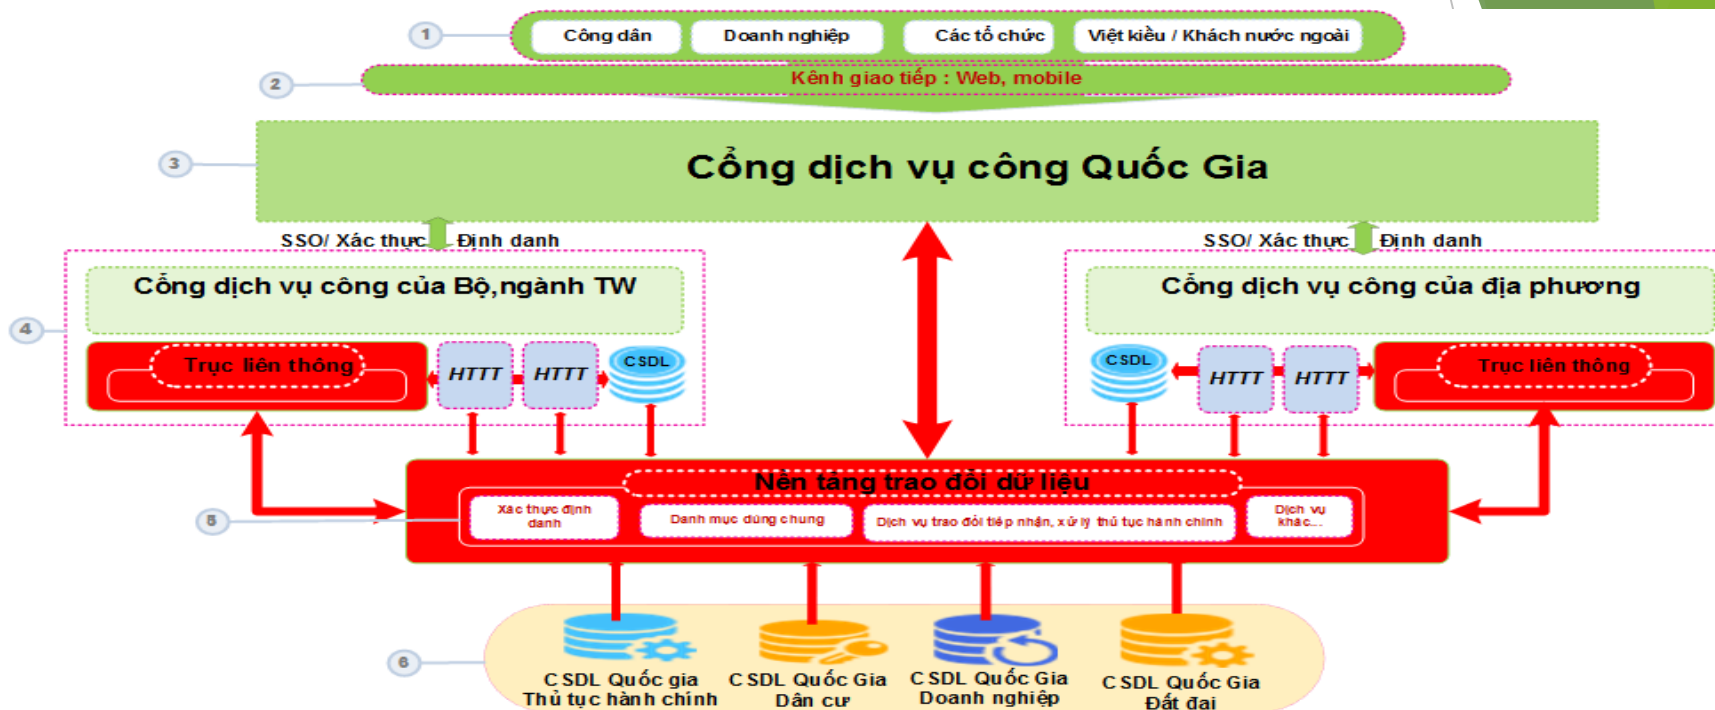 1
Công dân
Doanh nghiệp
Các tổ chức
Việt kiều / Khách nước ngoài
2
Kênh giao tiếp : Web, mobile
3
Cổng dịch vụ công Quốc Gia
SSO/ Xác thực
Định danh
SSO/ Xác thực
Định danh
4
Cổng dịch vụ công của Bộ,ngành TW
Trục liên thông
HTTT
HTTT
CSDL
Cổng dịch vụ công của địa phương
CSDL
HTTT
HTTT
Trục liên thông
5
Nền tảng trao đổi dữ liệu
Xác thực định
danh
Danh mục dùng chung
Dịch vụ trao đổi tiếp nhận, xử lý thủ tục hành chính
Dịch vụ
khác...
6
CSDL Quốc gia
Thủ tục hành chính
CSDL Quốc Gia
Dân cư
CSDL Quốc Gia
Doanh nghiệp
CSDL Quốc Gia
Đất đai